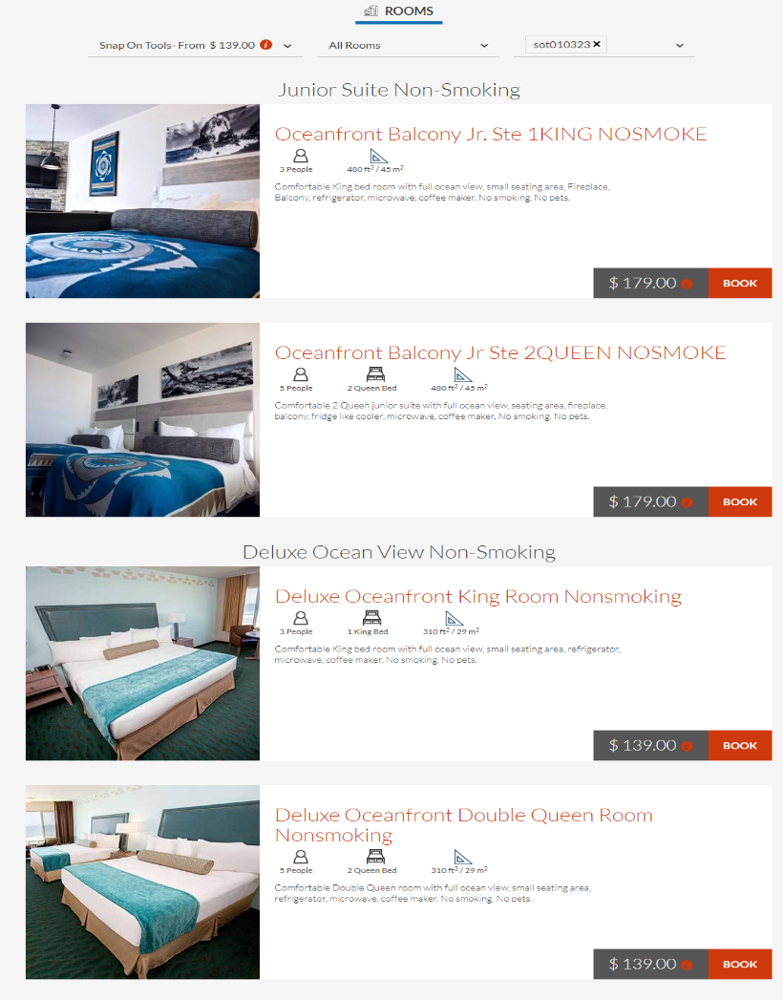 ROOMS
Snap On Tools- From $ 139.00 i
All Rooms
sot010323 ×
Junior Suite Non-Smoking
Oceanfront Balcony Jr. Ste 1KING NOSMOKE
3 People
480 ft² / 45 m²
Comfortable King bed room with full ocean view, small seating area, Fireplace,
Balcony, refrigerator, microwave, coffee maker. No smoking. No pets.
$ 179.00 i
BOOK
Oceanfront Balcony Jr Ste 2QUEEN NOSMOKE
5 People
2 Queen Bed
480 ft² / 45 m²
Comfortable 2 Queen junior suite with full ocean view, seating area, fireplace,
balcony, fridge like cooler, microwave, coffee maker, No smoking. No pets.
$ 179.00 i
BOOK
Deluxe Ocean View Non-Smoking
Deluxe Oceanfront King Room Nonsmoking
3 People
1 King Bed
310 ft² / 29 m²
Comfortable King bed room with full ocean view, small seating area, refrigerator,
microwave, coffee maker. No smoking. No pets.
$ 139.00 i
BOOK
Deluxe Oceanfront Double Queen Room
Nonsmoking
5 People
2 Queen Bed
310 ft² / 29 m²
Comfortable Double Queen room with full ocean view, small seating area,
refrigerator, microwave, coffee maker. No smoking. No pets.
$ 139.00 i
BOOK